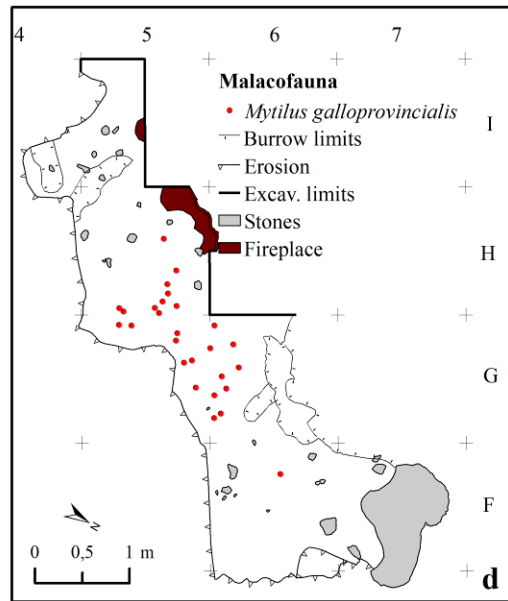 4 5 6 7
Malacofauna
Mytilus galloprovincialis
I
Burrow limits
Erosion
Excav. limits
Stones
Fireplace
H
G
F
N
0 0,5 1 m
d